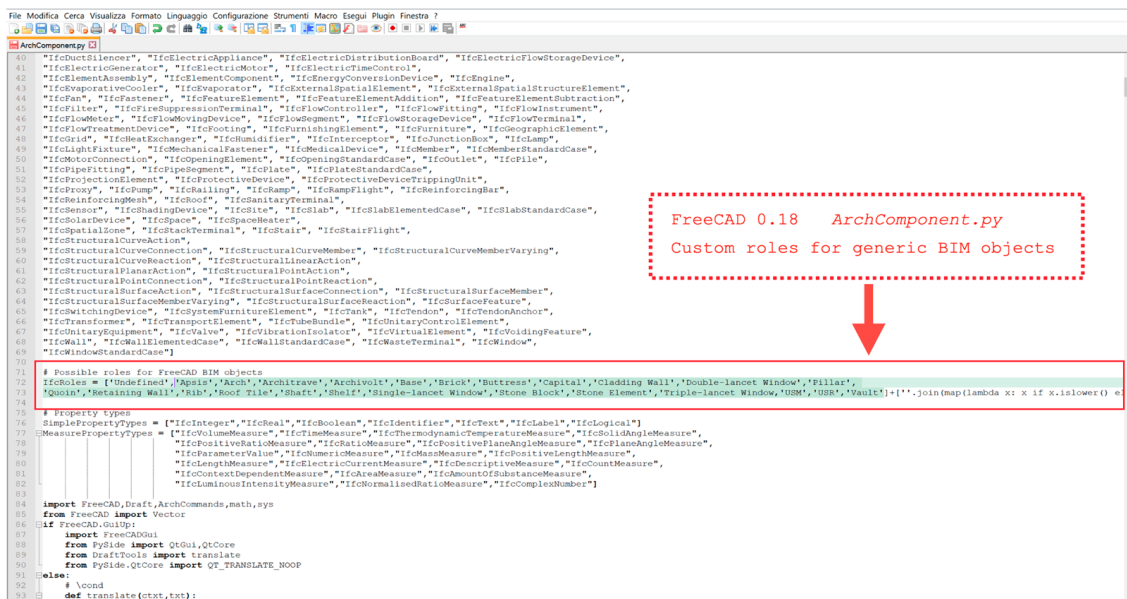 File Modifica Cerca Visualizza Formato Linguaggio Configurazione Strumenti Macro Esegui Plugin Finestra ?
ArchComponent.py
40 "IfcDuctSilencer", "IfcElectricAppliance", "IfcElectricDistributionBoard", "IfcElectricFlowStorageDevice",
41 "IfcElectricGenerator", "IfcElectricMotor", "IfcElectricTimeControl",
42 "IfcElementAssembly", "IfcElementComponent", "IfcEnergyConversionDevice", "IfcEngine",
43 "IfcEvaporativeCooler", "IfcEvaporator", "IfcExternalSpatialElement", "IfcExternalSpatialStructureElement",
44 "IfcFan", "IfcFastener", "IfcFeatureElement", "IfcFeatureElementAddition", "IfcFeatureElementSubtraction",
45 "IfcFilter", "IfcFireSuppressionTerminal", "IfcFlowController", "IfcFlowFitting", "IfcFlowInstrument",
46 "IfcFlowMeter", "IfcFlowMovingDevice", "IfcFlowSegment", "IfcFlowStorageDevice", "IfcFlowTerminal",
47 "IfcFlowTreatmentDevice", "IfcFooting", "IfcFurnishingElement", "IfcFurniture", "IfcGeographicElement",
48 "IfcGrid", "IfcHeatExchanger", "IfcHumidifier", "IfcInterceptor", "IfcJunctionBox", "IfcLamp",
49 "IfcLightFixture", "IfcMechanicalFastener", "IfcMedicalDevice", "IfcMember", "IfcMemberStandardCase",
50 "IfcMotorConnection", "IfcOpeningElement", "IfcOpeningStandardCase", "IfcOutlet", "IfcPile",
51 "IfcPipeFitting", "IfcPipeSegment", "IfcPlate", "IfcPlateStandardCase",
52 "IfcProjectionElement", "IfcProtectiveDevice", "IfcProtectiveDeviceTrippingUnit",
53 "IfcProxy", "IfcPump", "IfcRailing", "IfcRamp", "IfcRampFlight", "IfcReinforcingBar",
54 "IfcReinforcingMesh", "IfcRoof", "IfcSanitaryTerminal",
55 "IfcSensor", "IfcShadingDevice", "IfcSite", "IfcSlab", "IfcSlabElementedCase", "IfcSlabStandardCase",
56 "IfcSolarDevice", "IfcSpace", "IfcSpaceHeater",
57 "IfcSpatialZone", "IfcStackTerminal", "IfcStair", "IfcStairFlight",
58 "IfcStructuralCurveAction",
59 "IfcStructuralCurveConnection", "IfcStructuralCurveMember", "IfcStructuralCurveMemberVarying",
60 "IfcStructuralCurveReaction", "IfcStructuralLinearAction",
61 "IfcStructuralPlanarAction", "IfcStructuralPointAction",
62 "IfcStructuralPointConnection", "IfcStructuralPointReaction",
63 "IfcStructuralSurfaceAction", "IfcStructuralSurfaceConnection", "IfcStructuralSurfaceMember",
64 "IfcStructuralSurfaceMemberVarying", "IfcStructuralSurfaceReaction", "IfcSurfaceFeature",
65 "IfcSwitchingDevice", "IfcSystemFurnitureElement", "IfcTank", "IfcTendon", "IfcTendonAnchor",
66 "IfcTransformer", "IfcTransportElement", "IfcTubeBundle", "IfcUnitaryControlElement",
67 "IfcUnitaryEquipment", "IfcValve", "IfcVibrationIsolator", "IfcVirtualElement", "IfcVoidingFeature",
68 "IfcWall", "IfcWallElementedCase", "IfcWallStandardCase", "IfcWasteTerminal", "IfcWindow",
69 "IfcWindowStandardCase"]
FreeCAD 0.18 ArchComponent.py
Custom roles for generic BIM objects
70
71 # Possible roles for FreeCAD BIM objects
72 IfcRoles = ['Undefined','Apsis','Arch','Architrave','Archivolt','Base','Brick','Buttress','Capital','Cladding Wall','Double-lancet Window','Pillar',
73 'Quoin','Retaining Wall','Rib','Roof Tile','Shaft','Shelf','Single-lancet Window','Stone Block','Stone Element','Triple-lancet Window,'USM','USR','Vault']+[''.join(map(lambda x: x if x.islower() el
75 # Property types
76 SimplePropertyTypes = ["IfcInteger","IfcReal","IfcBoolean","IfcIdentifier","IfcText","IfcLabel","IfcLogical"]
77 MeasurePropertyTypes = ["IfcVolumeMeasure","IfcTimeMeasure","IfcThermodynamicTemperatureMeasure","IfcSolidAngleMeasure",
78 "IfcPositiveRatioMeasure","IfcRatioMeasure","IfcPositivePlaneAngleMeasure","IfcPlaneAngleMeasure",
79 "IfcParameterValue","IfcNumericMeasure","IfcMassMeasure","IfcPositiveLengthMeasure",
80 "IfcLengthMeasure","IfcElectricCurrentMeasure","IfcDescriptiveMeasure","IfcCountMeasure",
81 "IfcContextDependentMeasure","IfcAreaMeasure","IfcAmountOfSubstanceMeasure",
82 "IfcLuminousIntensityMeasure","IfcNormalisedRatioMeasure","IfcComplexNumber"]
83
84 import FreeCAD,Draft,ArchCommands,math,sys
85 from FreeCAD import Vector
86 if FreeCAD.GuiUp:
87 import FreeCADGui
88 from PySide import QtGui,QtCore
89 from DraftTools import translate
90 from PySide.QtCore import QT_TRANSLATE_NOOP
91 else:
92 # \cond
93 def translate(ctxt,txt):